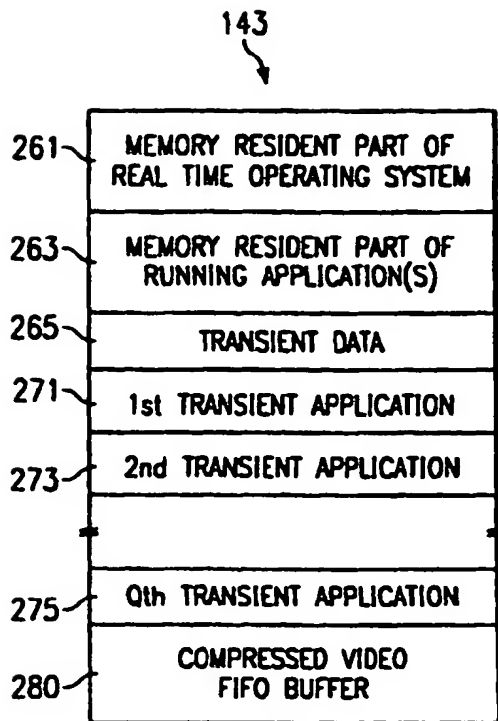 143
261
MEMORY RESIDENT PART OF
REAL TIME OPERATING SYSTEM
263
MEMORY RESIDENT PART OF
RUNNING APPLICATION(S)
265
TRANSIENT DATA
271
1st TRANSIENT APPLICATION
273
2nd TRANSIENT APPLICATION
275
Qth TRANSIENT APPLICATION
280
COMPRESSED VIDEO
FIFO BUFFER